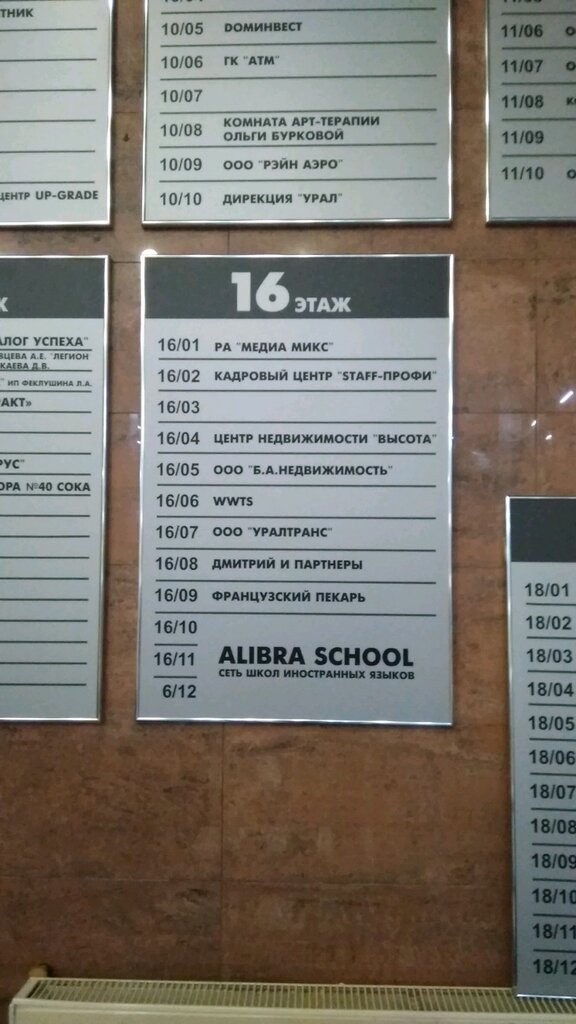 ТНИК
ЦЕНТР UP-GRADE
10/05 DОМИНВЕСТ
10/06 ГК "АТМ"
10/07
10/08 КОМНАТА АРТ-ТЕРАПИИ
ОЛЬГИ БУРКОВОЙ
10/09 ООО "РЭЙН АЭРО"
10/10 ДИРЕКЦИЯ "УРАЛ"
11/06
11/07
11/08
11/09
11/10
АЛОГ УСПЕХА"
ВЦЕВА А.Е. "ЛЕГИОН
КАЕВА Д.В.
ИП ФЕКЛУШИНА Л.А.
АКТ»
РУС"
ОРА №40 СОКА
16 ЭТАЖ
16/01 РА "МЕДИА МИКС"
16/02 КАДРОВЫЙ ЦЕНТР "STAFF-ПРОФИ"
16/03
16/04 ЦЕНТР НЕДВИЖИМОСТИ "ВЫСОТА"
16/05 ООО "Б.А.НЕДВИЖИМОСТЬ"
16/06 WWTS
16/07 ООО "УРАЛТРАНС"
16/08 ДМИТРИЙ И ПАРТНЕРЫ
16/09 ФРАНЦУЗСКИЙ ПЕКАРЬ
16/10
16/11 ALIBRA SCHOOL
СЕТЬ ШКОЛ ИНОСТРАННЫХ ЯЗЫКОВ
6/12
18/01
18/02
18/03
18/04
18/05
18/06
18/07
18/08
18/09
18/10
18/11
18/12